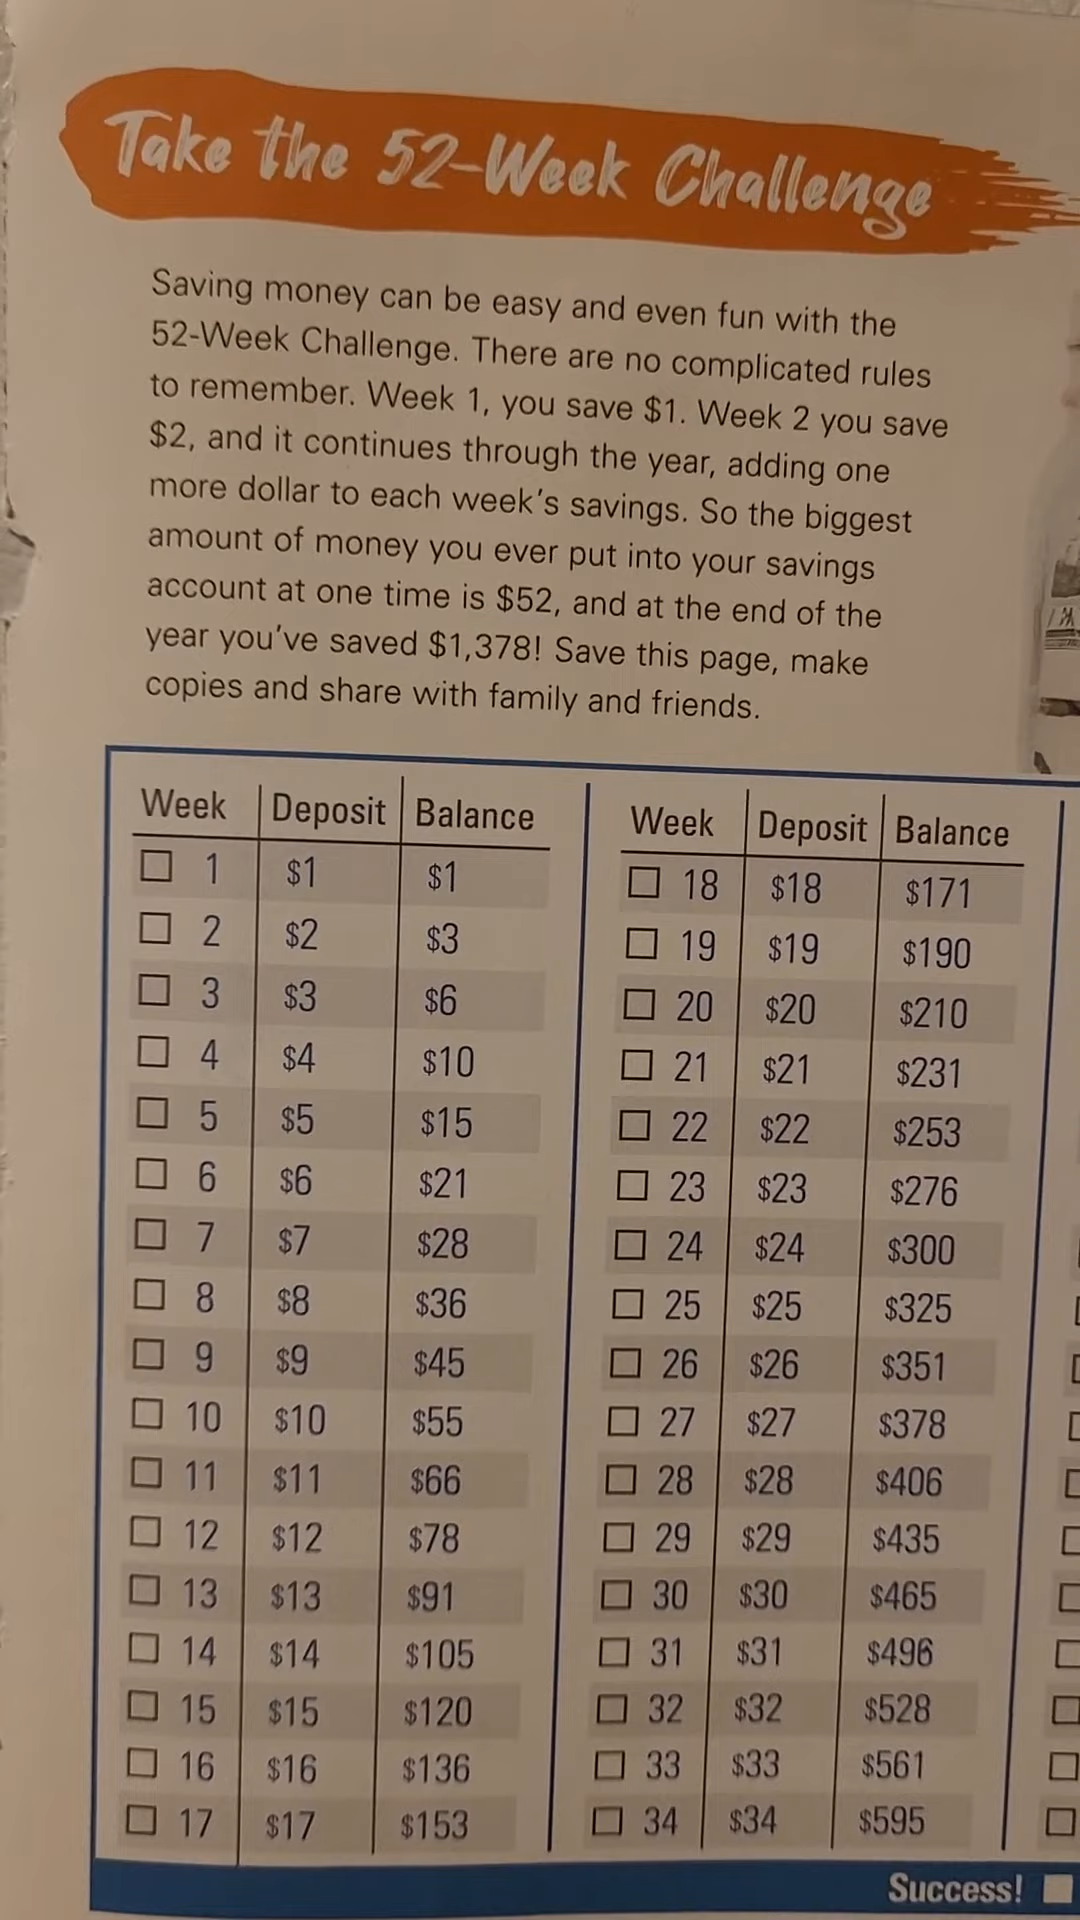 Take the 52-Week Challenge
Saving money can be easy and even fun with the
52-Week Challenge. There are no complicated rules
to remember. Week 1, you save $1. Week 2 you save
$2, and it continues through the year, adding one
more dollar to each week's savings. So the biggest
amount of money you ever put into your savings
account at one time is $52, and at the end of the
year you've saved $1,378! Save this page, make
copies and share with family and friends.
Week Deposit Balance
1 $1 $1
2 $2 $3
3 $3 $6
4 $4 $10
5 $5 $15
6 $6 $21
7 $7 $28
8 $8 $36
9 $9 $45
10 $10 $55
11 $11 $66
12 $12 $78
13 $13 $91
14 $14 $105
15 $15 $120
16 $16 $136
17 $17 $153
Week Deposit Balance
18 $18 $171
19 $19 $190
20 $20 $210
21 $21 $231
22 $22 $253
23 $23 $276
24 $24 $300
25 $25 $325
26 $26 $351
27 $27 $378
28 $28 $406
29 $29 $435
30 $30 $465
31 $31 $496
32 $32 $528
33 $33 $561
34 $34 $595
Success!